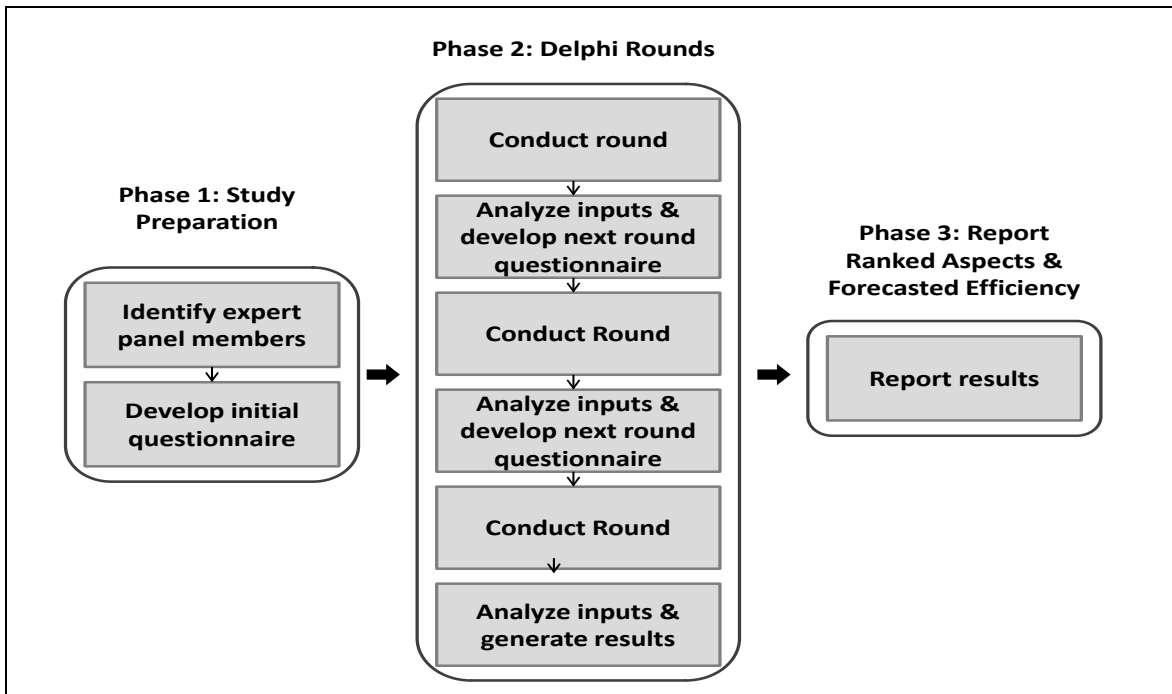 Phase 1: Study
Preparation
Identify expert
panel members
Develop initial
questionnaire
Phase 2: Delphi Rounds
Conduct round
Analyze inputs &
develop next round
questionnaire
Conduct Round
Analyze inputs &
develop next round
questionnaire
Conduct Round
Analyze inputs &
generate results
Phase 3: Report
Ranked Aspects &
Forecasted Efficiency
Report results